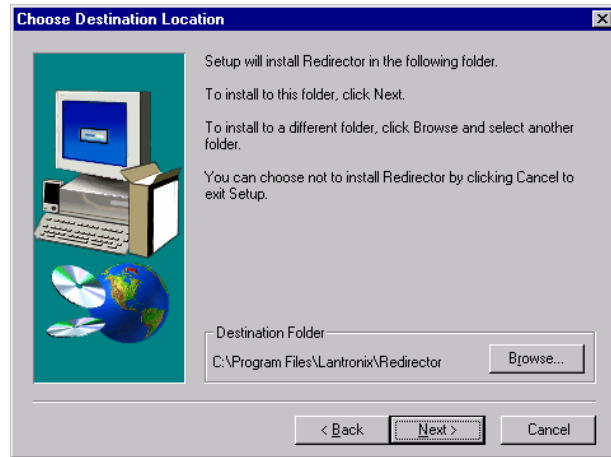 Choose Destination Location
Setup will install Redirector in the following folder.
To install to this folder, click Next.
To install to a different folder, click Browse and select another
folder.
You can choose not to install Redirector by clicking Cancel to
exit Setup.
Destination Folder
C:\Program Files\Lantronix\Redirector
Browse...
< Back
Next >
Cancel